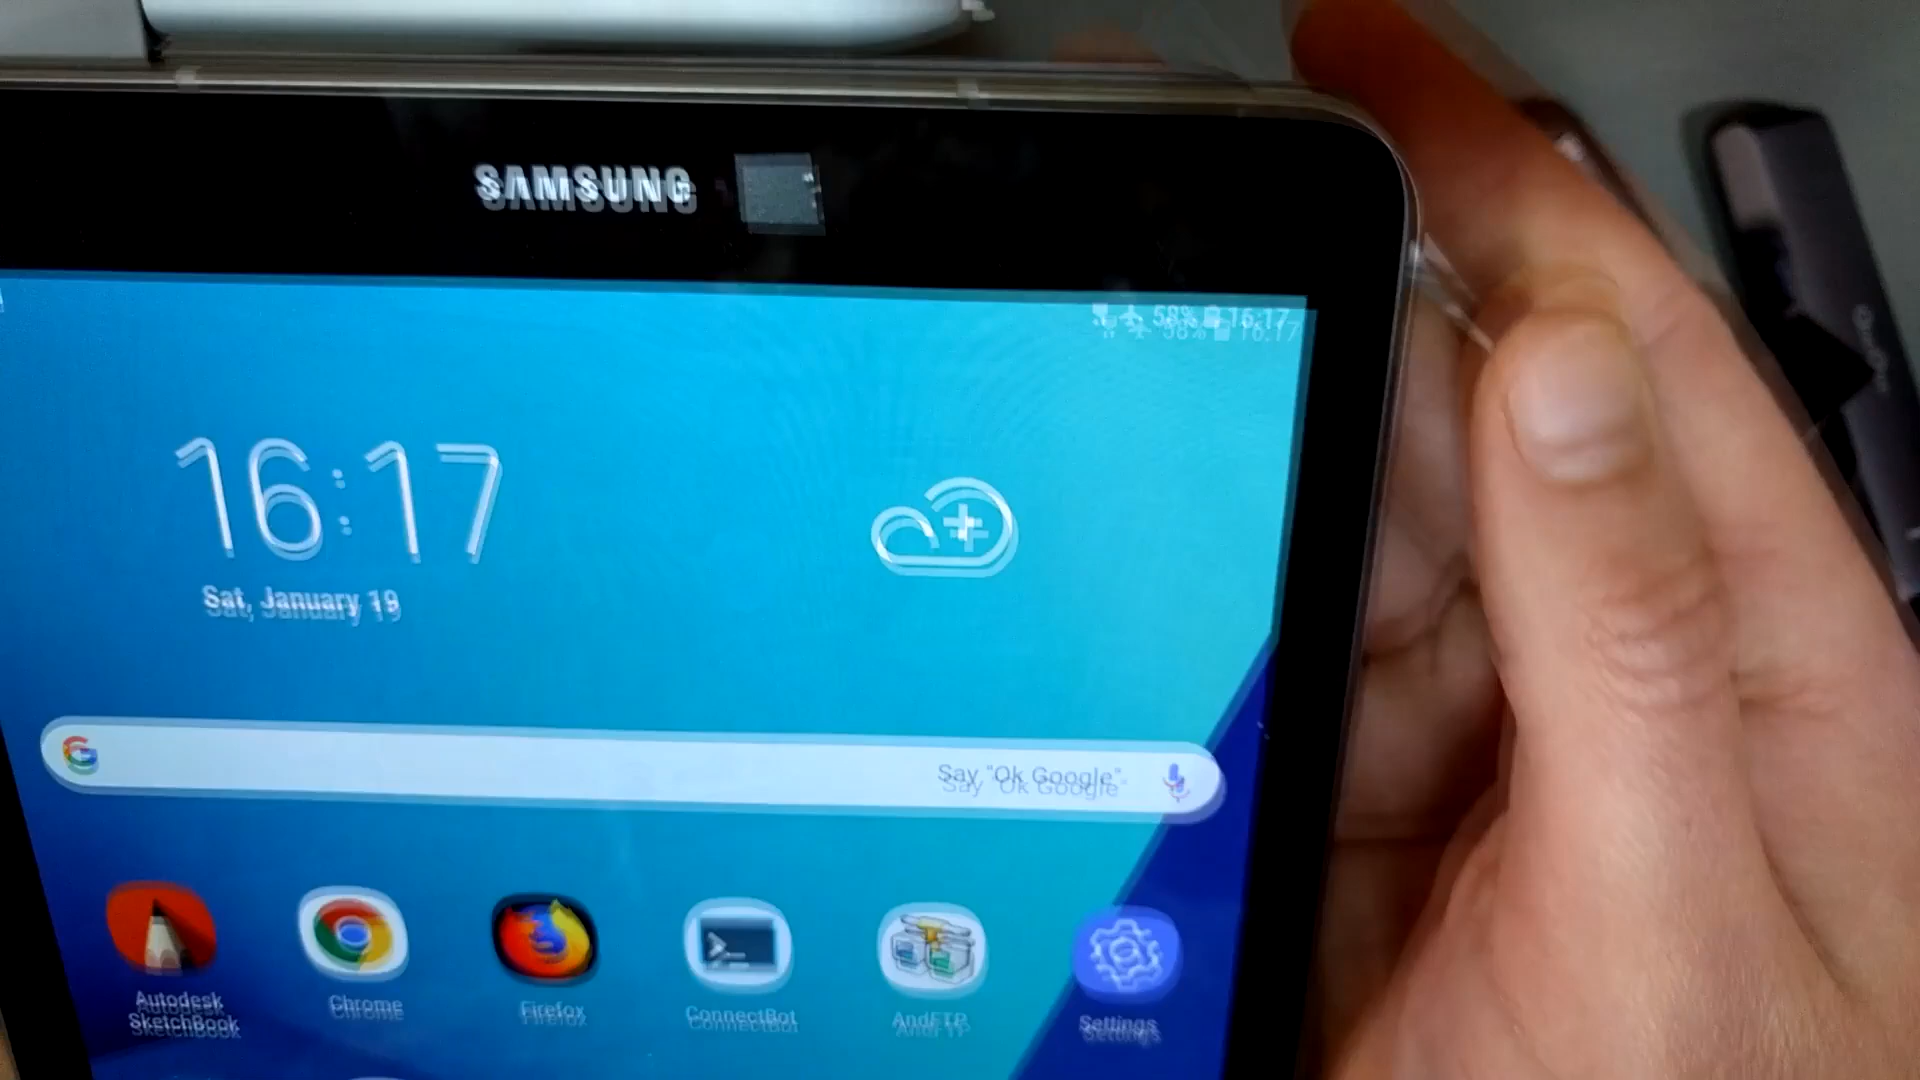 SAMSUNG
58% 16:17
16:17
Sat, January 19
Say "Ok Google"
Autodesk
SketchBook
Chrome
Firefox
ConnectBot
AndFTP
Settings